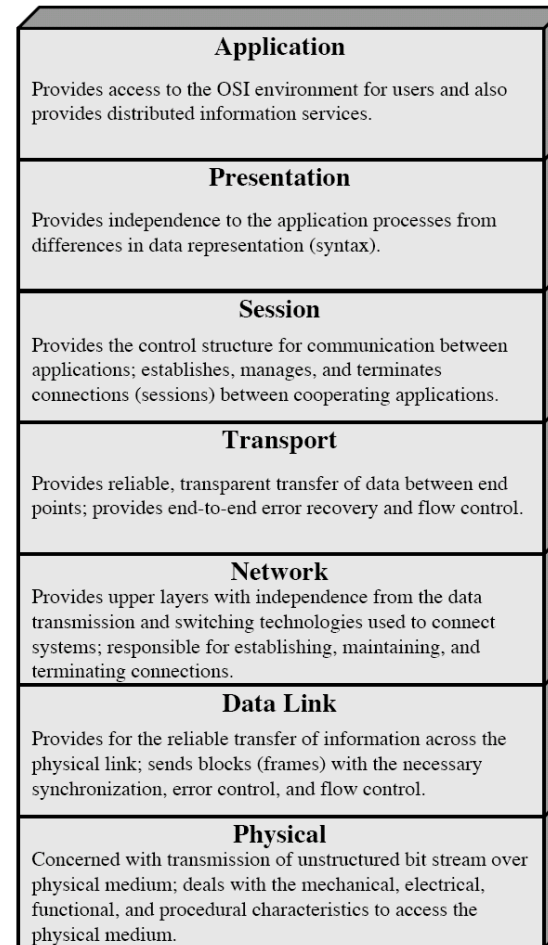 Application
Provides access to the OSI environment for users and also
provides distributed information services.
Presentation
Provides independence to the application processes from
differences in data representation (syntax).
Session
Provides the control structure for communication between
applications; establishes, manages, and terminates
connections (sessions) between cooperating applications.
Transport
Provides reliable, transparent transfer of data between end
points; provides end-to-end error recovery and flow control.
Network
Provides upper layers with independence from the data
transmission and switching technologies used to connect
systems; responsible for establishing, maintaining, and
terminating connections.
Data Link
Provides for the reliable transfer of information across the
physical link; sends blocks (frames) with the necessary
synchronization, error control, and flow control.
Physical
Concerned with transmission of unstructured bit stream over
physical medium; deals with the mechanical, electrical,
functional, and procedural characteristics to access the
physical medium.